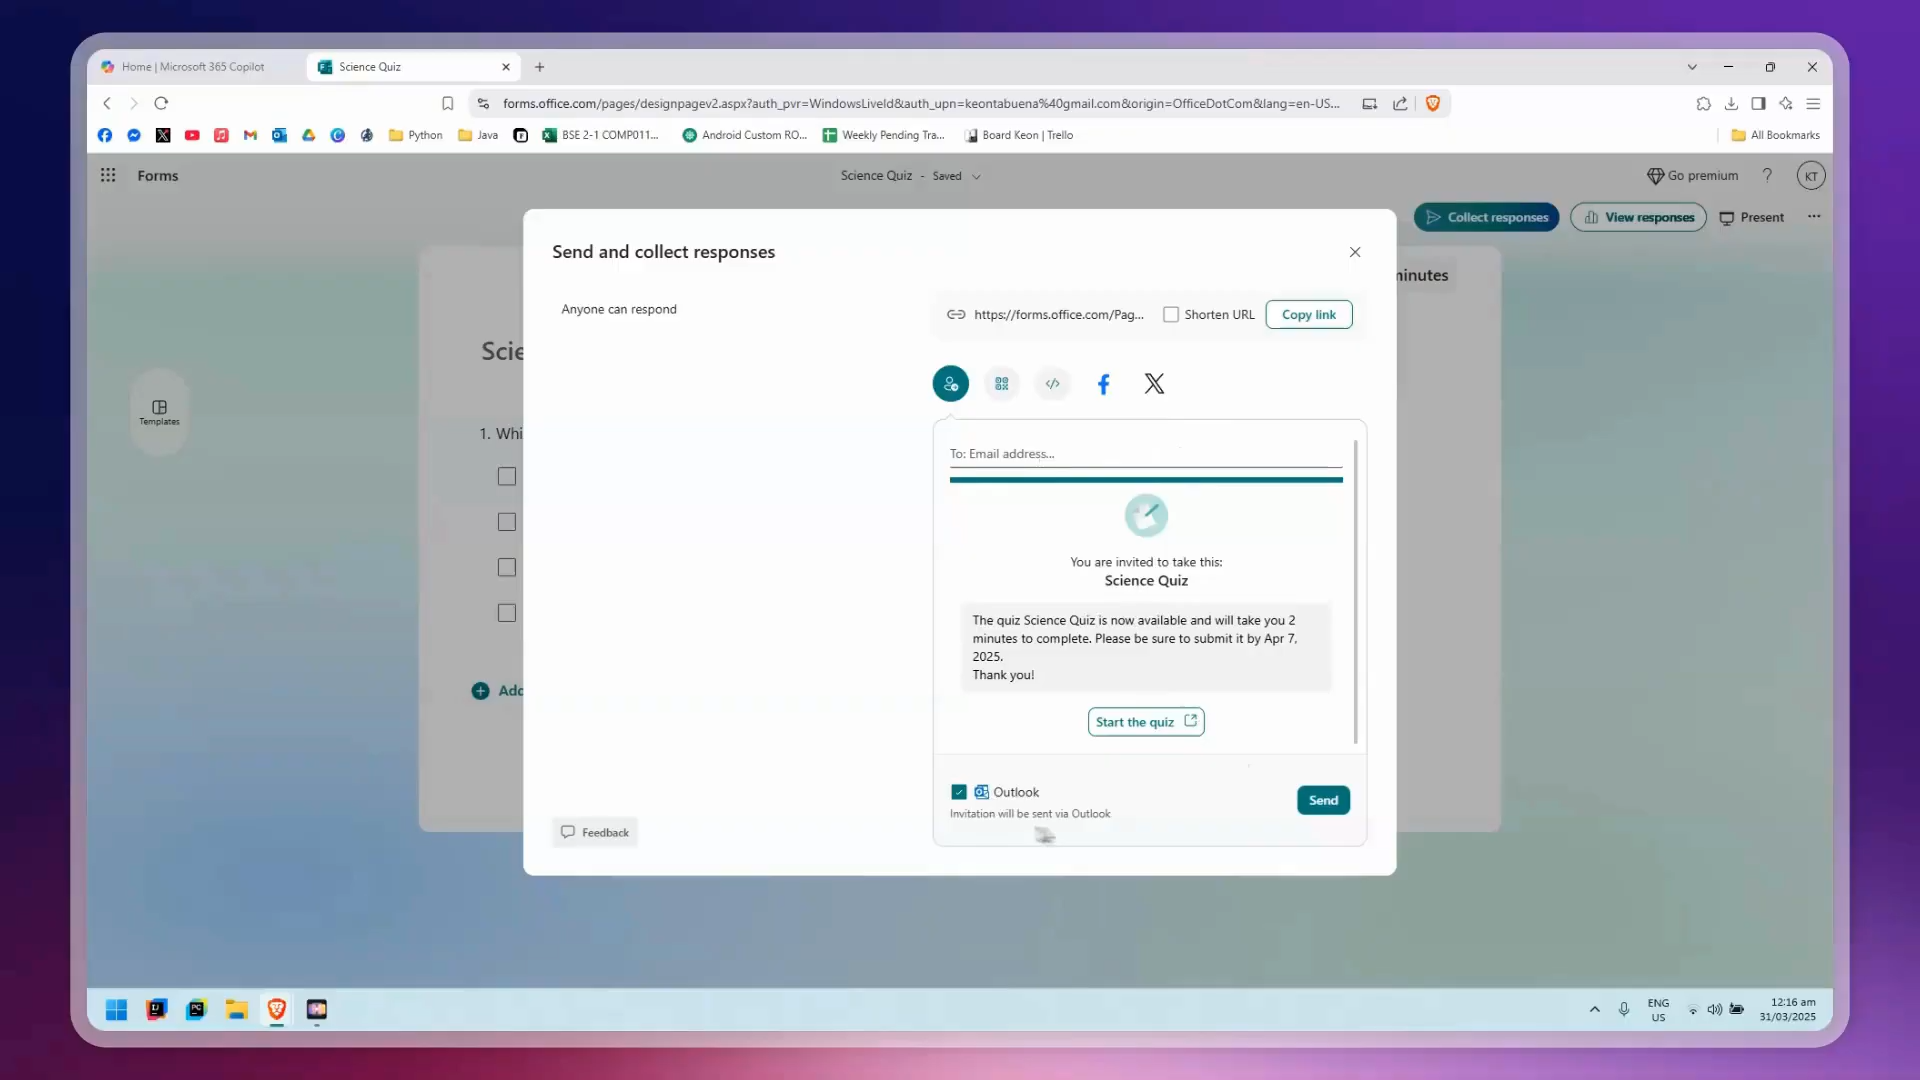 Home | Microsoft 365 Copilot
Science Quiz
forms.office.com/pages/designpagev2.aspx?auth_pvr=WindowsLiveId&auth_upn=keontabuena%40gmail.com&origin=OfficeDotCom&lang=en-US...
Python
Java
BSE 2-1 COMP011...
Android Custom RO...
Weekly Pending Tra...
Board Keon | Trello
All Bookmarks
Forms
Science Quiz - Saved
Go premium
?
KT
Collect responses
View responses
Present
Send and collect responses
minutes
Anyone can respond
https://forms.office.com/Pag...
Shorten URL
Copy link
Scie
Templates
1. Whi
To: Email address...
You are invited to take this:
Science Quiz
The quiz Science Quiz is now available and will take you 2
minutes to complete. Please be sure to submit it by Apr 7,
2025.
Thank you!
Add
Start the quiz
Outlook
Invitation will be sent via Outlook
Send
Feedback
ENG
US
12:16 am
31/03/2025